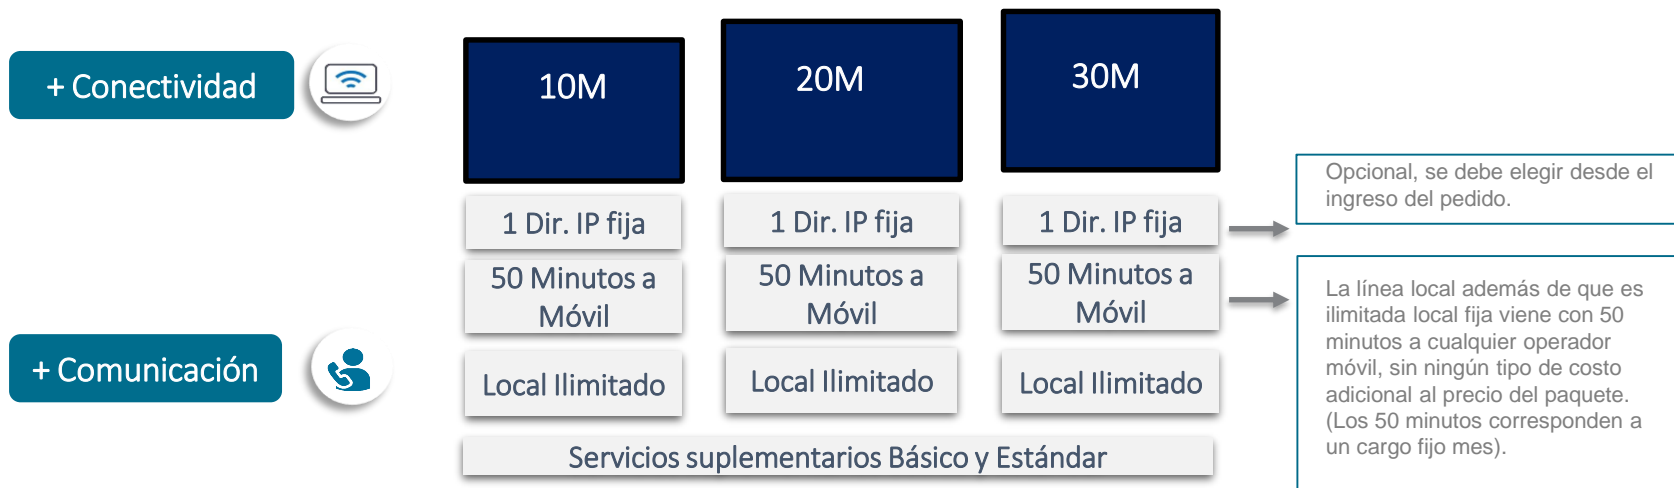 + Conectividad
10M
20M
30M
1 Dir. IP fija
1 Dir. IP fija
1 Dir. IP fija
Opcional, se debe elegir desde el
ingreso del pedido.
50 Minutos a
Móvil
50 Minutos a
Móvil
50 Minutos a
Móvil
La línea local además de que es
ilimitada local fija viene con 50
minutos a cualquier operador
móvil, sin ningún tipo de costo
adicional al precio del paquete.
(Los 50 minutos corresponden a
un cargo fijo mes).
+ Comunicación
Local Ilimitado
Local Ilimitado
Local Ilimitado
Servicios suplementarios Básico y Estándar